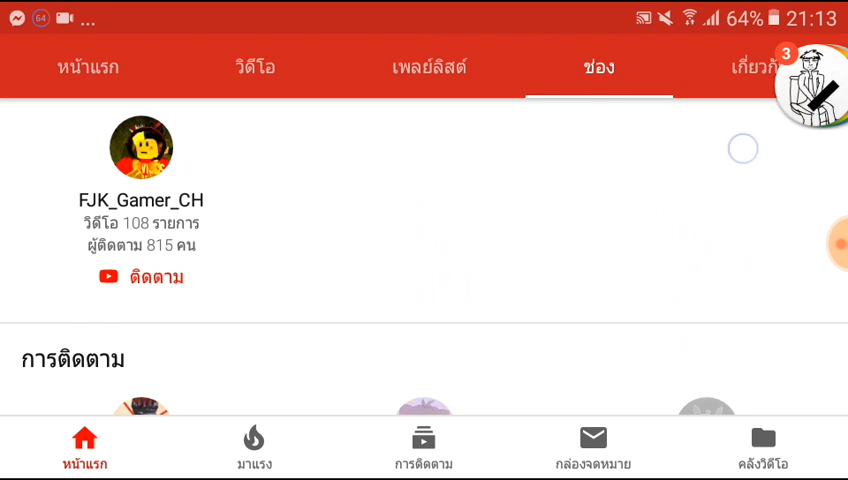 64 ... 64% 21:13
หน้าแรก วิดีโอ เพลย์ลิสต์ ช่อง เกี่ยวกั
3
FJK_Gamer_CH
วิดีโอ 108 รายการ
ผู้ติดตาม 815 คน
ติดตาม
การติดตาม
หน้าแรก มาแรง การติดตาม กล่องจดหมาย คลังวิดีโอ